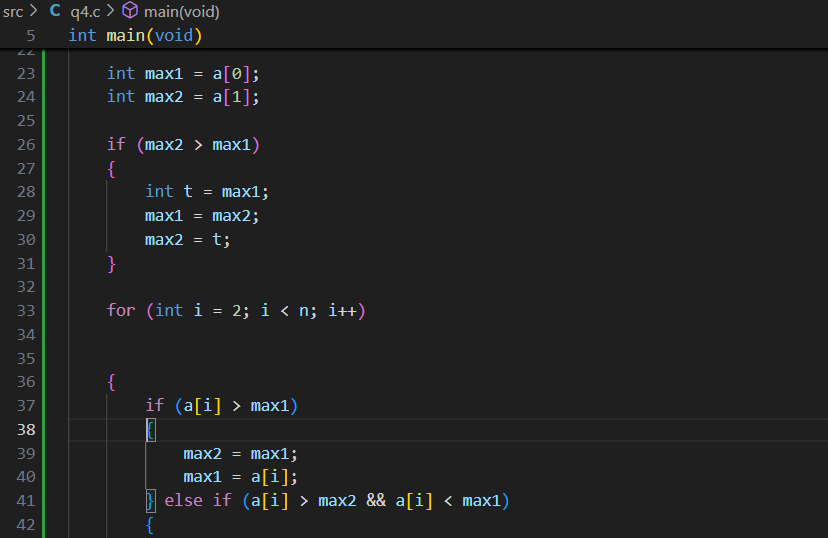 src > C q4.c > main(void)
5 int main(void)
22
23 int max1 = a[0];
24 int max2 = a[1];
25
26 if (max2 > max1)
27 {
28 int t = max1;
29 max1 = max2;
30 max2 = t;
31 }
32
33 for (int i = 2; i < n; i++)
34
35
36 {
37 if (a[i] > max1)
38 {
39 max2 = max1;
40 max1 = a[i];
41 } else if (a[i] > max2 && a[i] < max1)
42 {